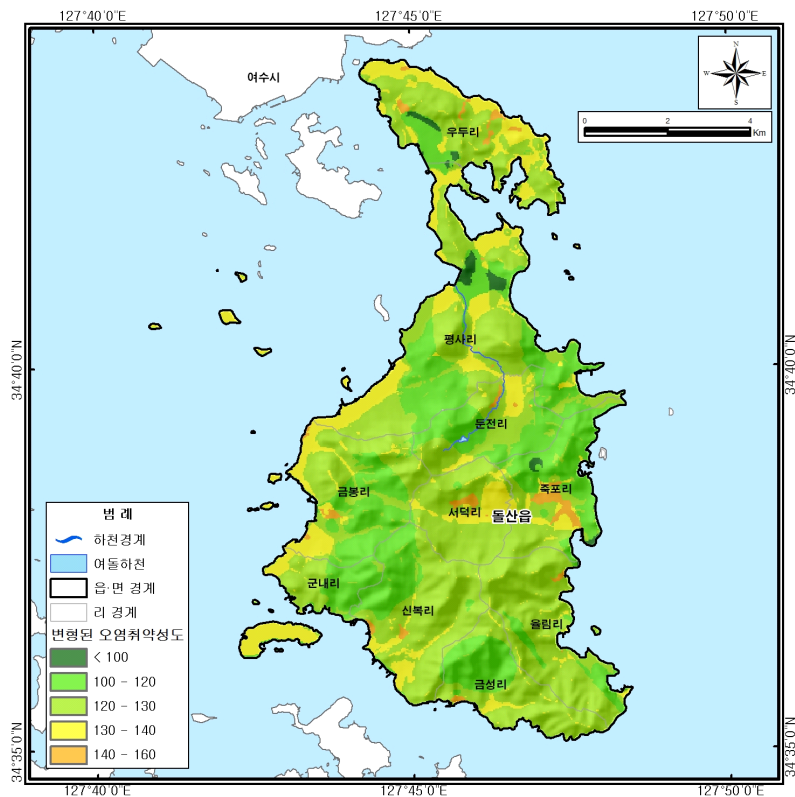 127°40'0"E
127°45'0"E
127°50'0"E
여수시
N
W
E
S
0
2
4
Km
우두리
34°40'0"N
34°40'0"N
평사리
둔전리
금봉리
죽포리
서덕리
돌산읍
군내리
신복리
율림리
금성리
범 례
하천경계
여돌하천
읍·면 경계
리 경계
변형된 오염취약성도
< 100
100 - 120
120 - 130
130 - 140
140 - 160
34°35'0"N
34°35'0"N
127°40'0"E
127°45'0"E
127°50'0"E